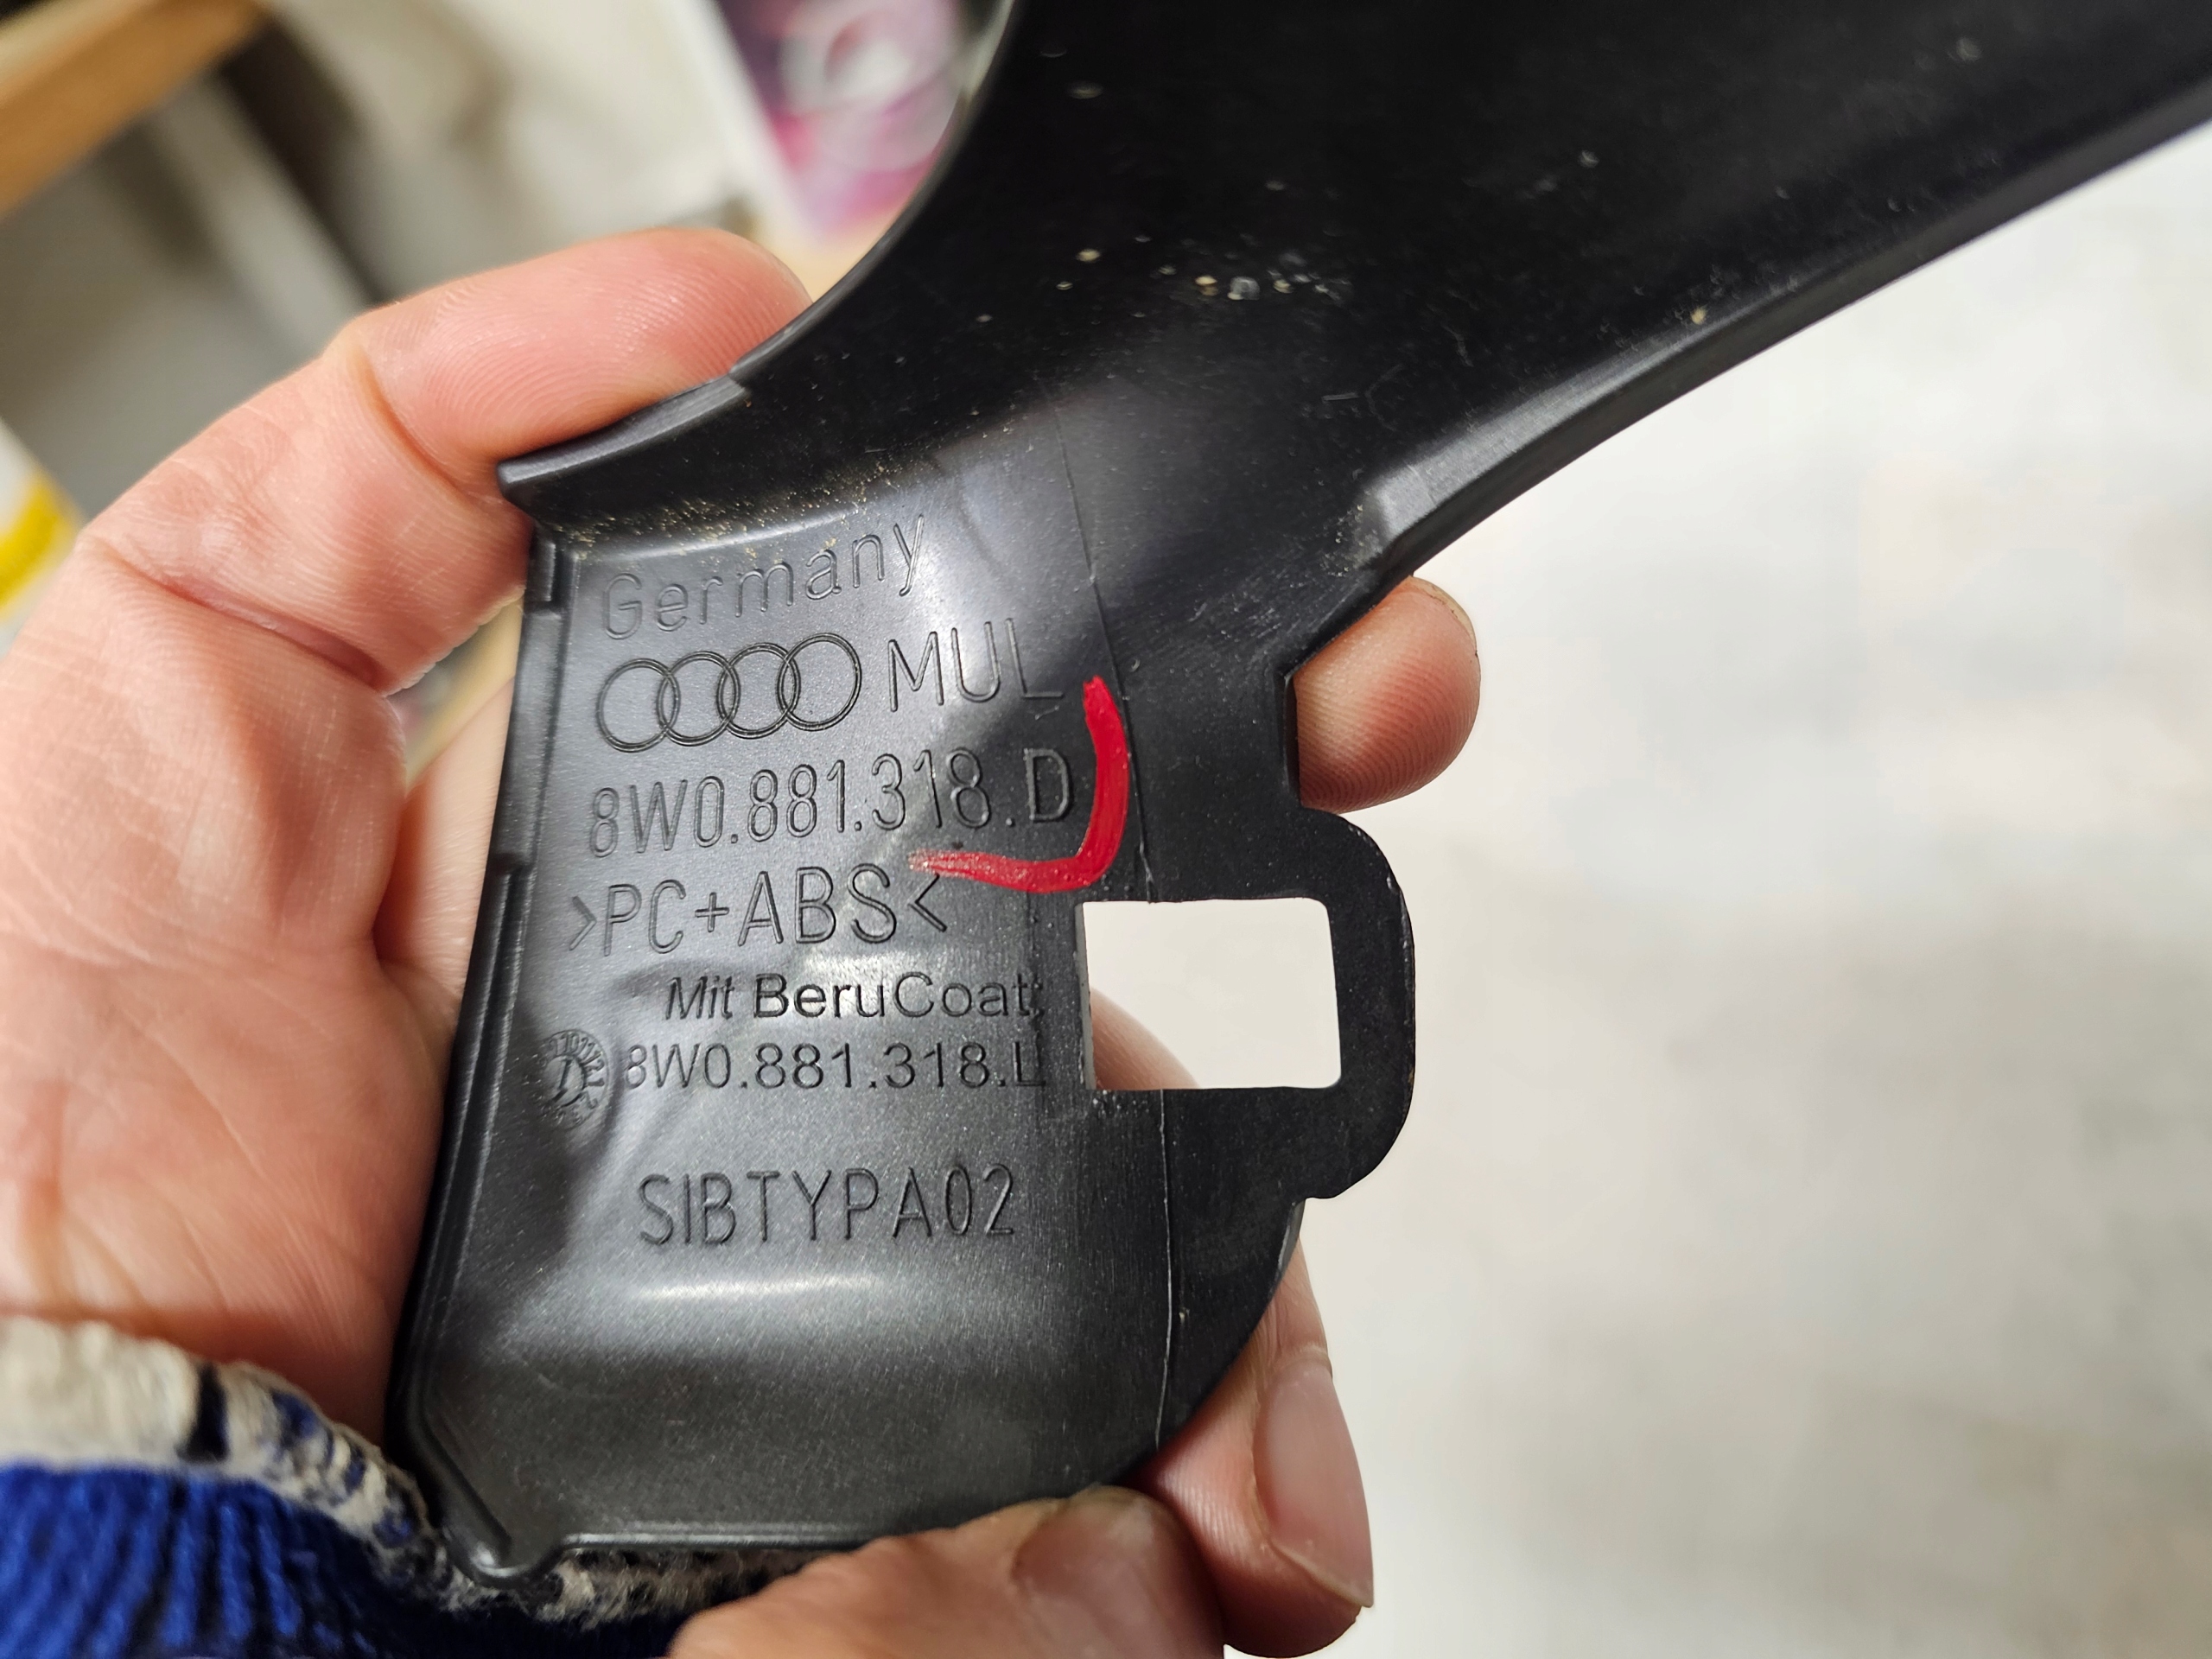 Germany
MUL
8W0.881.318.D
>PC+ABS<
Mit BeruCoat:
8W0.881.318.L
SIBTYPA02